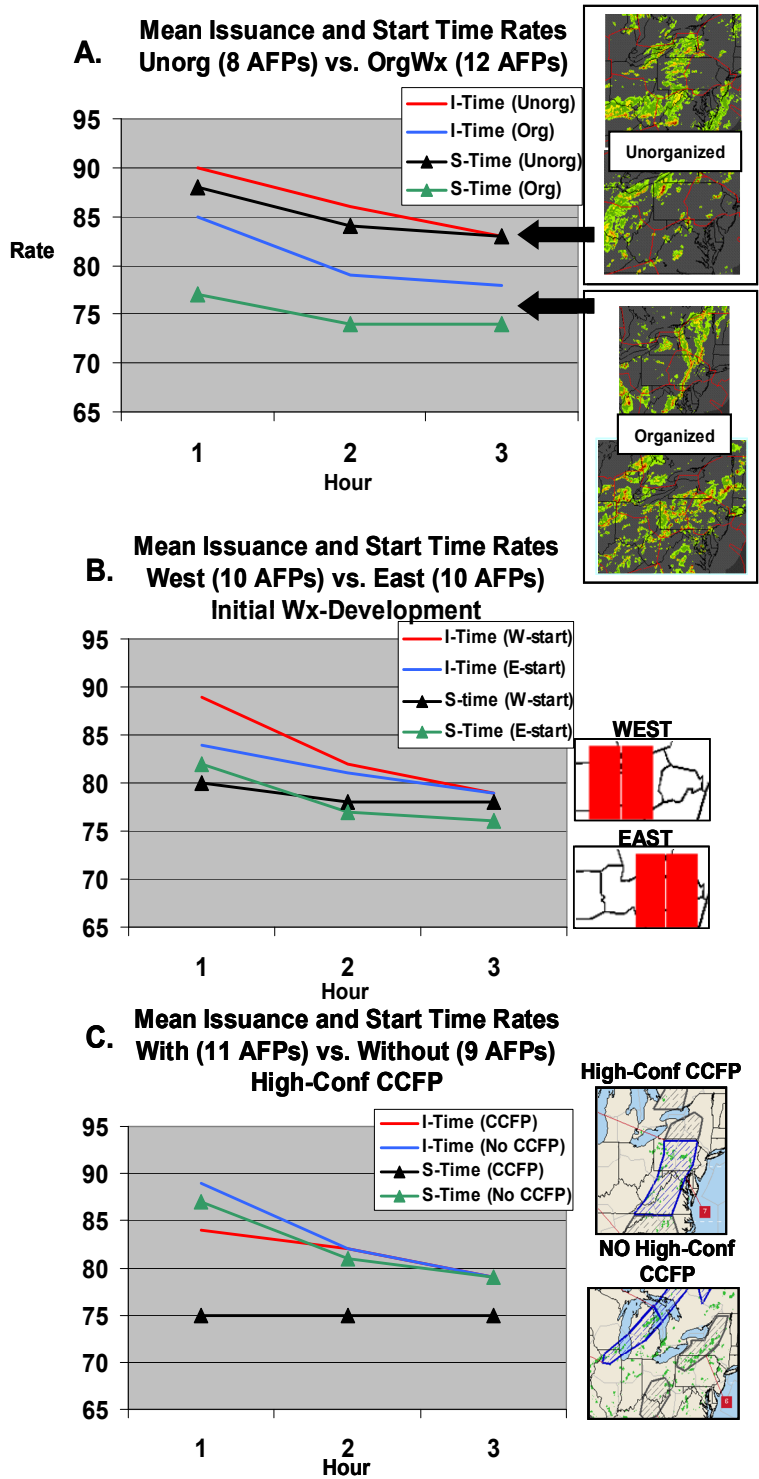 A.
Mean Issuance and Start Time Rates
Unorg (8 AFPs) vs. OrgWx (12 AFPs)
I-Time (Unorg)
I-Time (Org)
S-Time (Unorg)
S-Time (Org)
95
90
85
80
75
70
65
Rate
1
2
3
Hour
Unorganized
Organized
B.
Mean Issuance and Start Time Rates
West (10 AFPs) vs. East (10 AFPs)
Initial Wx-Development
I-Time (W-start)
I-Time (E-start)
S-time (W-start)
S-Time (E-start)
95
90
85
80
75
70
65
1
2
3
Hour
WEST
EAST
C.
Mean Issuance and Start Time Rates
With (11 AFPs) vs. Without (9 AFPs)
High-Conf CCFP
I-Time (CCFP)
I-Time (No CCFP)
S-Time (CCFP)
S-Time (No CCFP)
95
90
85
80
75
70
65
1
2
3
Hour
High-Conf CCFP
7
NO High-Conf
CCFP
6